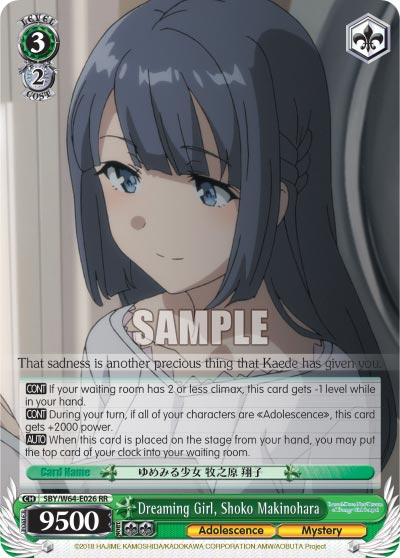 LEVEL
3
2
COST
SAMPLE
That sadness is another precious thing that Kaede has given you.
CONT If your waiting room has 2 or less climax, this card gets -1 level while
in your hand.
CONT During your turn, if all of your characters are «Adolescence», this card
gets +2000 power.
AUTO When this card is placed on the stage from your hand, you may put
the top card of your clock into your waiting room.
Card Name ゆめみる少女 牧之原 翔子
CH SBY/W64-E026 RR
Dreaming Girl, Shoko Makinohara
POWER 9500
Adolescence Mystery
©2018 HAJIME KAMOSHIDA/KADOKAWA CORPORATION AMW/AOBUTA Project